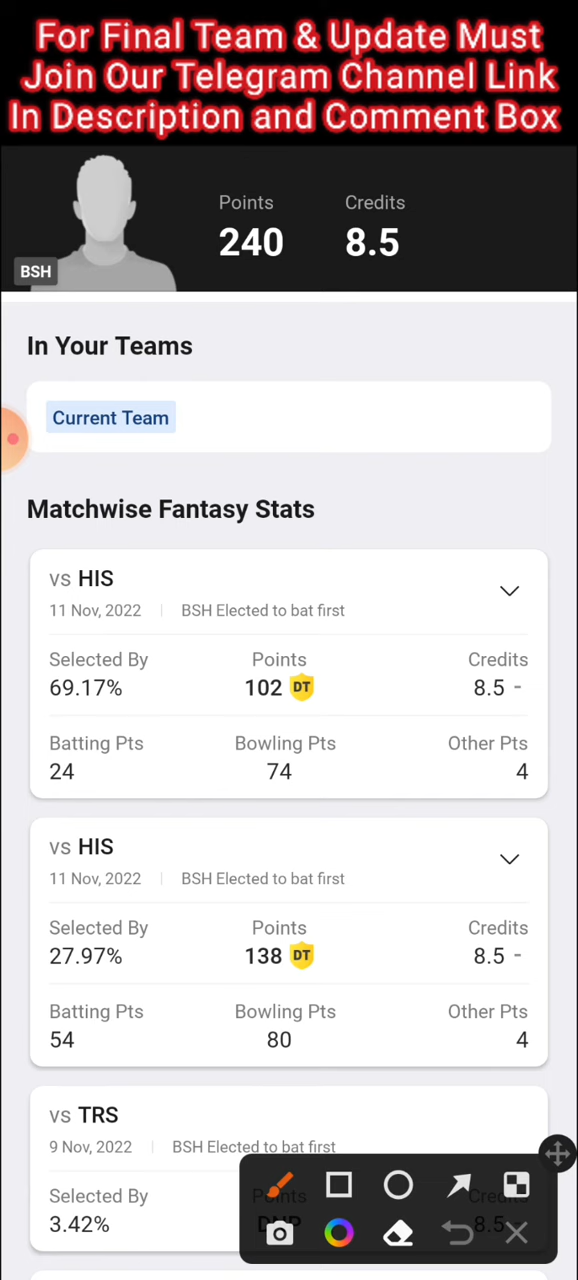 For Final Team & Update Must
Join Our Telegram Channel Link
In Description and Comment Box
Points Credits
240 8.5
BSH
In Your Teams
Current Team
Matchwise Fantasy Stats
vs HIS
11 Nov, 2022 BSH Elected to bat first
Selected By Points Credits
69.17% 102 DT 8.5 -
Batting Pts Bowling Pts Other Pts
24 74 4
vs HIS
11 Nov, 2022 BSH Elected to bat first
Selected By Points Credits
27.97% 138 DT 8.5 -
Batting Pts Bowling Pts Other Pts
54 80 4
vs TRS
9 Nov, 2022 BSH Elected to bat first
Selected By Points Credits
3.42% DNP 8.5